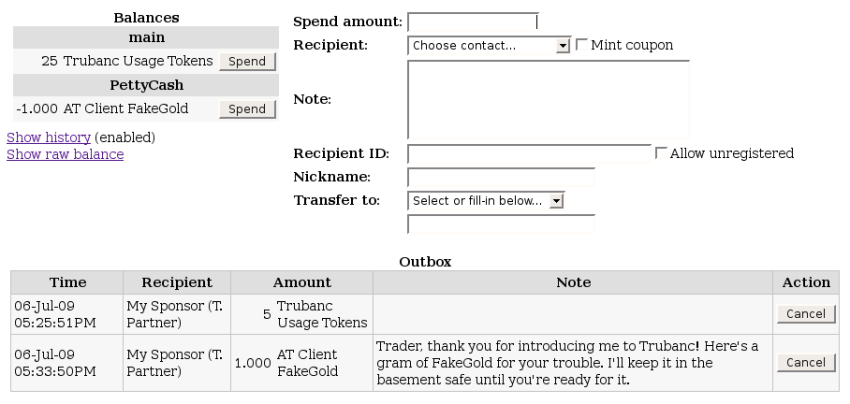 Balances
main
25 Trubanc Usage Tokens Spend
PettyCash
-1.000 AT Client FakeGold Spend
Show history (enabled)
Show raw balance
Spend amount:
Recipient: Choose contact... Mint coupon
Note:
Recipient ID: Allow unregistered
Nickname:
Transfer to: Select or fill-in below...
Outbox
Time Recipient Amount Note Action
06-Jul-09 05:25:51PM My Sponsor (T. Partner) 5 Trubanc Usage Tokens Cancel
06-Jul-09 05:33:50PM My Sponsor (T. Partner) 1.000 AT Client FakeGold Trader, thank you for introducing me to Trubanc! Here's a
gram of FakeGold for your trouble. I'll keep it in the
basement safe until you're ready for it. Cancel